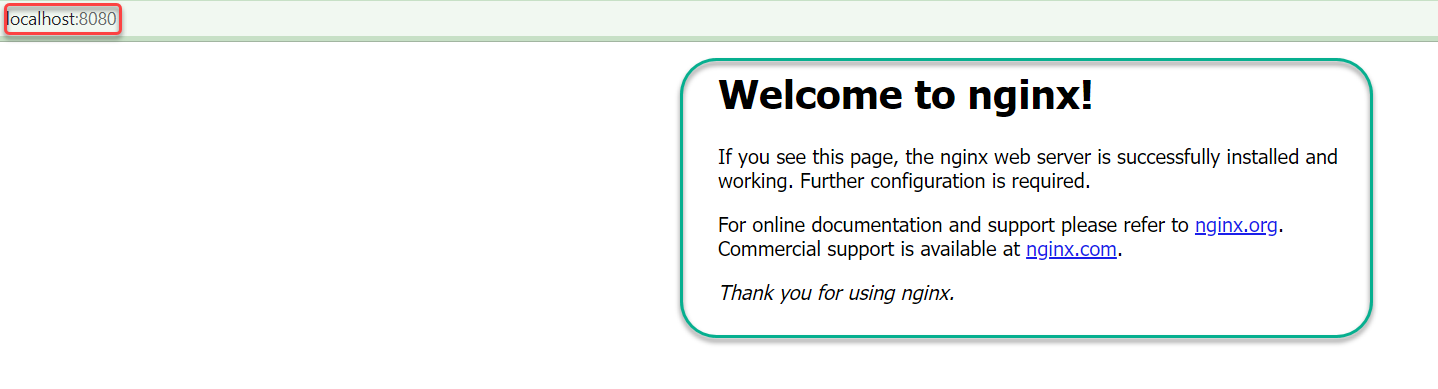 localhost:8080
Welcome to nginx!
If you see this page, the nginx web server is successfully installed and
working. Further configuration is required.
For online documentation and support please refer to nginx.org.
Commercial support is available at nginx.com.
Thank you for using nginx.